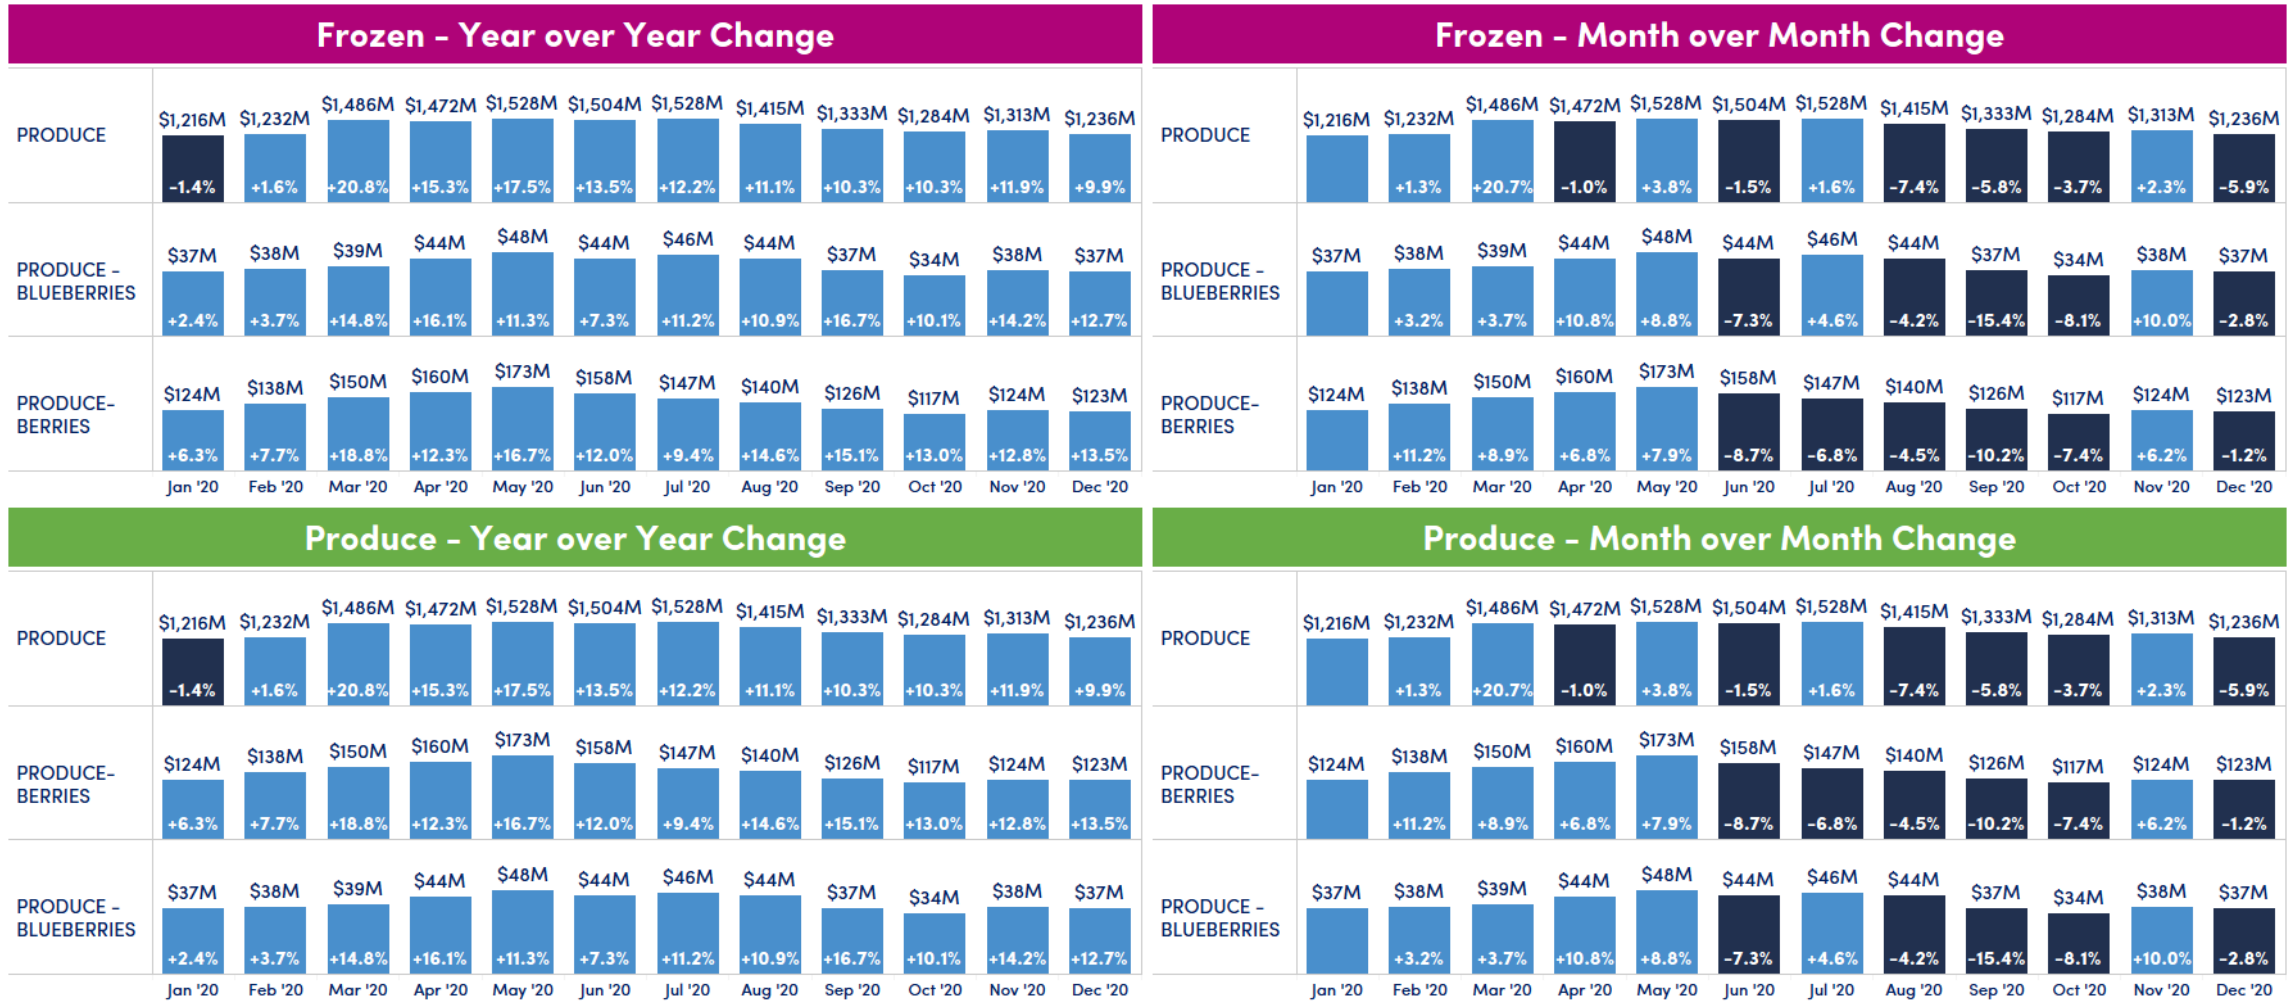 Frozen - Year over Year Change
PRODUCE
$1,216M $1,232M $1,486M $1,472M $1,528M $1,504M $1,528M $1,415M $1,333M $1,284M $1,313M $1,236M
-1.4% +1.6% +20.8% +15.3% +17.5% +13.5% +12.2% +11.1% +10.3% +10.3% +11.9% +9.9%
PRODUCE -
BLUEBERRIES
$37M $38M $39M $44M $48M $44M $46M $44M $37M $34M $38M $37M
+2.4% +3.7% +14.8% +16.1% +11.3% +7.3% +11.2% +10.9% +16.7% +10.1% +14.2% +12.7%
PRODUCE-
BERRIES
$124M $138M $150M $160M $173M $158M $147M $140M $126M $117M $124M $123M
+6.3% +7.7% +18.8% +12.3% +16.7% +12.0% +9.4% +14.6% +15.1% +13.0% +12.8% +13.5%
Jan '20 Feb '20 Mar '20 Apr '20 May '20 Jun '20 Jul '20 Aug '20 Sep '20 Oct '20 Nov '20 Dec '20
Frozen - Month over Month Change
PRODUCE
$1,216M $1,232M $1,486M $1,472M $1,528M $1,504M $1,528M $1,415M $1,333M $1,284M $1,313M $1,236M
+1.3% +20.7% -1.0% +3.8% -1.5% +1.6% -7.4% -5.8% -3.7% +2.3% -5.9%
PRODUCE -
BLUEBERRIES
$37M $38M $39M $44M $48M $44M $46M $44M $37M $34M $38M $37M
+3.2% +3.7% +10.8% +8.8% -7.3% +4.6% -4.2% -15.4% -8.1% +10.0% -2.8%
PRODUCE-
BERRIES
$124M $138M $150M $160M $173M $158M $147M $140M $126M $117M $124M $123M
+11.2% +8.9% +6.8% +7.9% -8.7% -6.8% -4.5% -10.2% -7.4% +6.2% -1.2%
Jan '20 Feb '20 Mar '20 Apr '20 May '20 Jun '20 Jul '20 Aug '20 Sep '20 Oct '20 Nov '20 Dec '20
Produce - Year over Year Change
PRODUCE
$1,216M $1,232M $1,486M $1,472M $1,528M $1,504M $1,528M $1,415M $1,333M $1,284M $1,313M $1,236M
-1.4% +1.6% +20.8% +15.3% +17.5% +13.5% +12.2% +11.1% +10.3% +10.3% +11.9% +9.9%
PRODUCE-
BERRIES
$124M $138M $150M $160M $173M $158M $147M $140M $126M $117M $124M $123M
+6.3% +7.7% +18.8% +12.3% +16.7% +12.0% +9.4% +14.6% +15.1% +13.0% +12.8% +13.5%
PRODUCE -
BLUEBERRIES
$37M $38M $39M $44M $48M $44M $46M $44M $37M $34M $38M $37M
+2.4% +3.7% +14.8% +16.1% +11.3% +7.3% +11.2% +10.9% +16.7% +10.1% +14.2% +12.7%
Jan '20 Feb '20 Mar '20 Apr '20 May '20 Jun '20 Jul '20 Aug '20 Sep '20 Oct '20 Nov '20 Dec '20
Produce - Month over Month Change
PRODUCE
$1,216M $1,232M $1,486M $1,472M $1,528M $1,504M $1,528M $1,415M $1,333M $1,284M $1,313M $1,236M
+1.3% +20.7% -1.0% +3.8% -1.5% +1.6% -7.4% -5.8% -3.7% +2.3% -5.9%
PRODUCE-
BERRIES
$124M $138M $150M $160M $173M $158M $147M $140M $126M $117M $124M $123M
+11.2% +8.9% +6.8% +7.9% -8.7% -6.8% -4.5% -10.2% -7.4% +6.2% -1.2%
PRODUCE -
BLUEBERRIES
$37M $38M $39M $44M $48M $44M $46M $44M $37M $34M $38M $37M
+3.2% +3.7% +10.8% +8.8% -7.3% +4.6% -4.2% -15.4% -8.1% +10.0% -2.8%
Jan '20 Feb '20 Mar '20 Apr '20 May '20 Jun '20 Jul '20 Aug '20 Sep '20 Oct '20 Nov '20 Dec '20